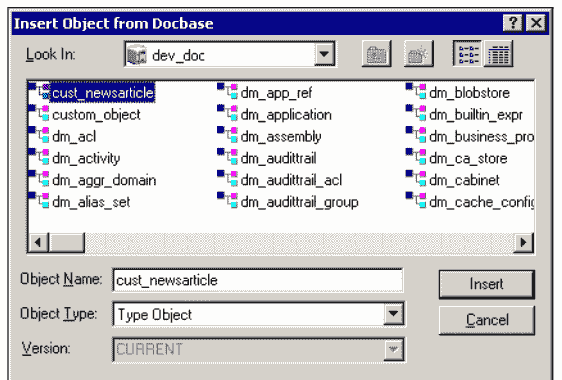 Insert Object from Docbase
Look In: dev_doc
cust_newsarticle dm_app_ref dm_blobstore
custom_object dm_application dm_builtin_expr
dm_acl dm_assembly dm_business_pro
dm_activity dm_audittrail dm_ca_store
dm_aggr_domain dm_audittrail_acl dm_cabinet
dm_alias_set dm_audittrail_group dm_cache_config
Object Name: cust_newsarticle
Insert
Object Type: Type Object
Cancel
Version: CURRENT